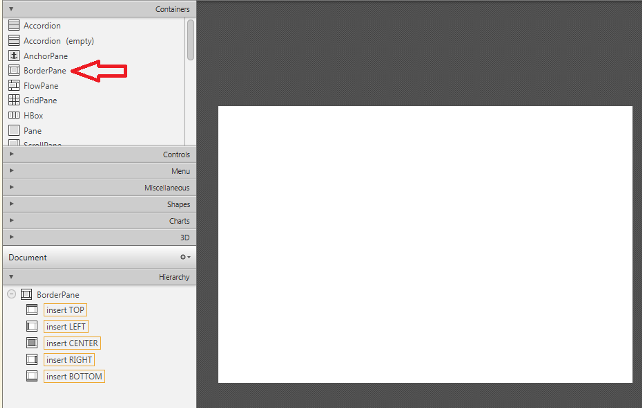 Containers
Accordion
Accordion (empty)
AnchorPane
BorderPane
FlowPane
GridPane
HBox
Pane
ScrollPane
Controls
Menu
Miscellaneous
Shapes
Charts
3D
Document
Hierarchy
BorderPane
insert TOP
insert LEFT
insert CENTER
insert RIGHT
insert BOTTOM